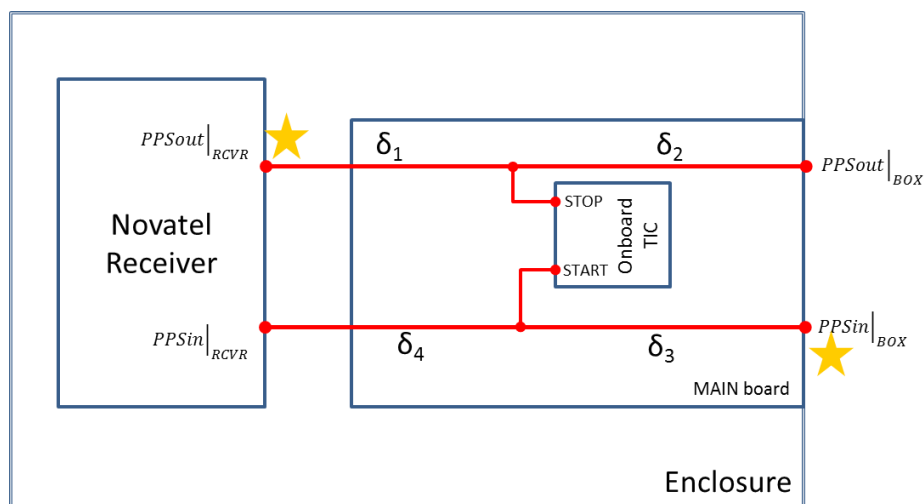 PPSout|RCVR
δ1
δ2
PPSout|BOX
STOP
Onboard
TIC
Novatel
Receiver
START
PPSin|RCVR
δ4
δ3
PPSin|BOX
MAIN board
Enclosure